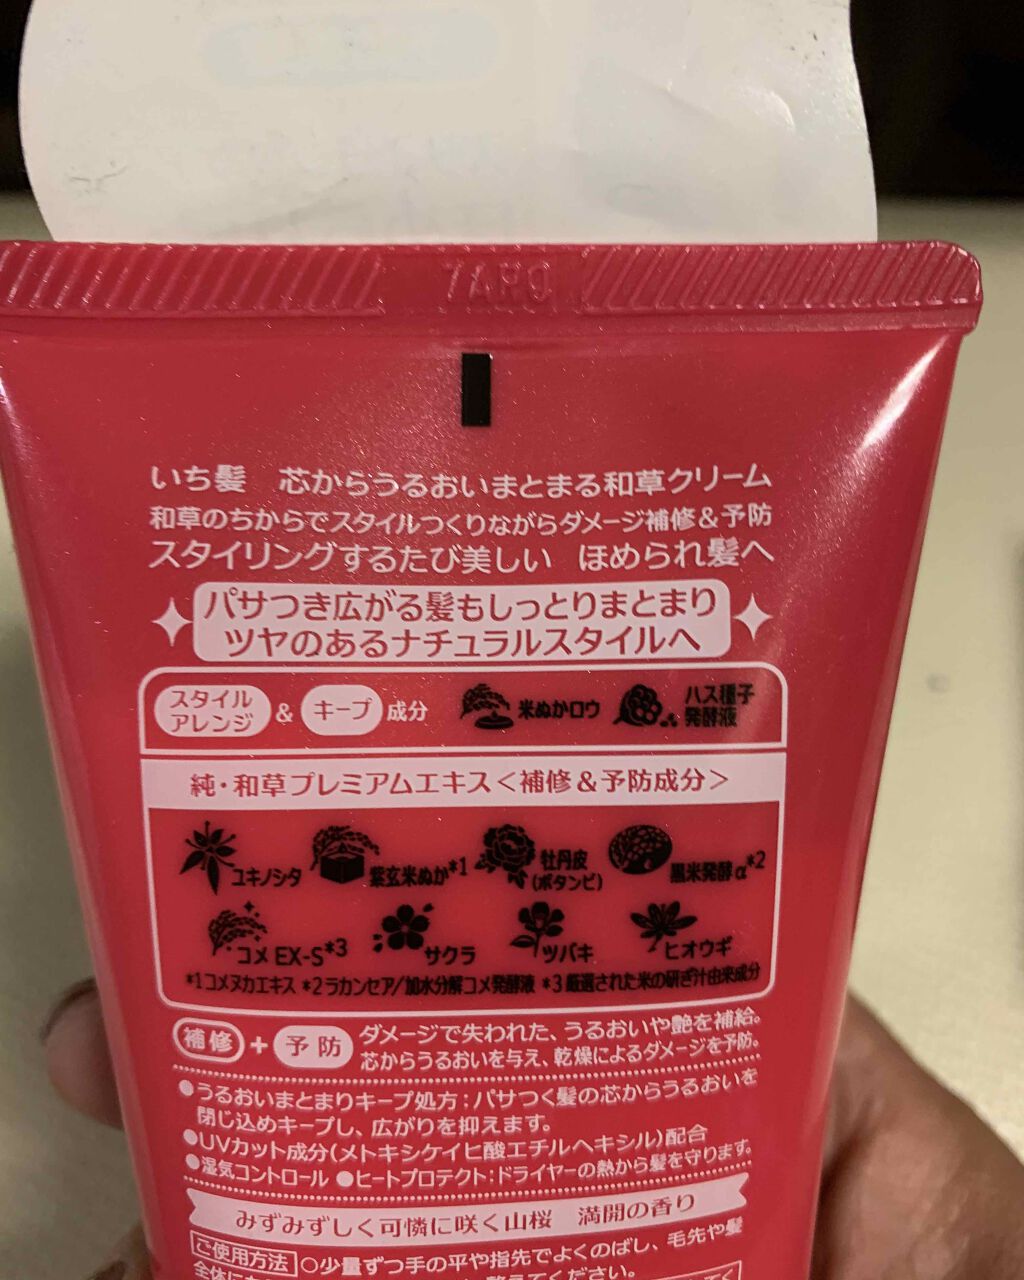 いち髪 芯からうるおいまとまる和草クリーム
和草のちからでスタイルつくりながらダメージ補修＆予防
スタイリングするたび美しい ほめられ髪へ
パサつき広がる髪もしっとりまとまり
ツヤのあるナチュラルスタイルへ
スタイルアレンジ & キープ 成分 米ぬかロウ ハス種子発酵液
純・和草プレミアムエキス＜補修＆予防成分＞
ユキノシタ 紫玄米ぬか*1 牡丹皮(ボタンピ) 黒米発酵α*2
コメEX-S*3 サクラ ツバキ ヒオウギ
*1コメヌカエキス *2ラカンセア/加水分解コメ発酵液 *3厳選された米の研ぎ汁由来成分
補修 + 予防 ダメージで失われた、うるおいや艶を補給。
芯からうるおいを与え、乾燥によるダメージを予防。
●うるおいまとまりキープ処方：パサつく髪の芯からうるおいを
閉じ込めキープし、広がりを抑えます。
●UVカット成分(メトキシケイヒ酸エチルヘキシル)配合
●湿気コントロール ●ヒートプロテクト：ドライヤーの熱から髪を守ります。
みずみずしく可憐に咲く山桜 満開の香り
ご使用方法 ○少量ずつ手の平や指先でよくのばし、毛先や髪
全体に
えてください。